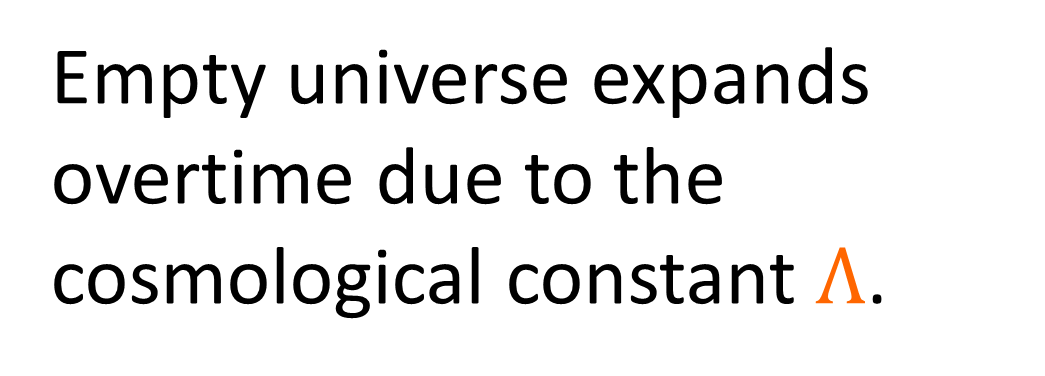 Empty universe expands
overtime due to the
cosmological constant Λ.